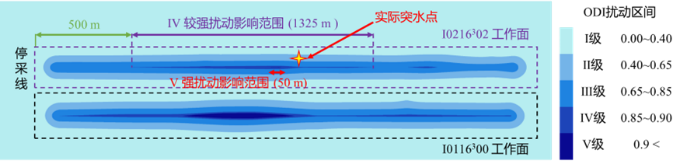 500 m
IV 较强扰动影响范围 (1325 m )
实际突水点
I0216³02 工作面
停采线
V 强扰动影响范围 (50 m)
I0116³00 工作面
ODI扰动区间
I级 0.00~0.40
II级 0.40~0.65
III级 0.65~0.85
IV级 0.85~0.90
V级 0.9 <